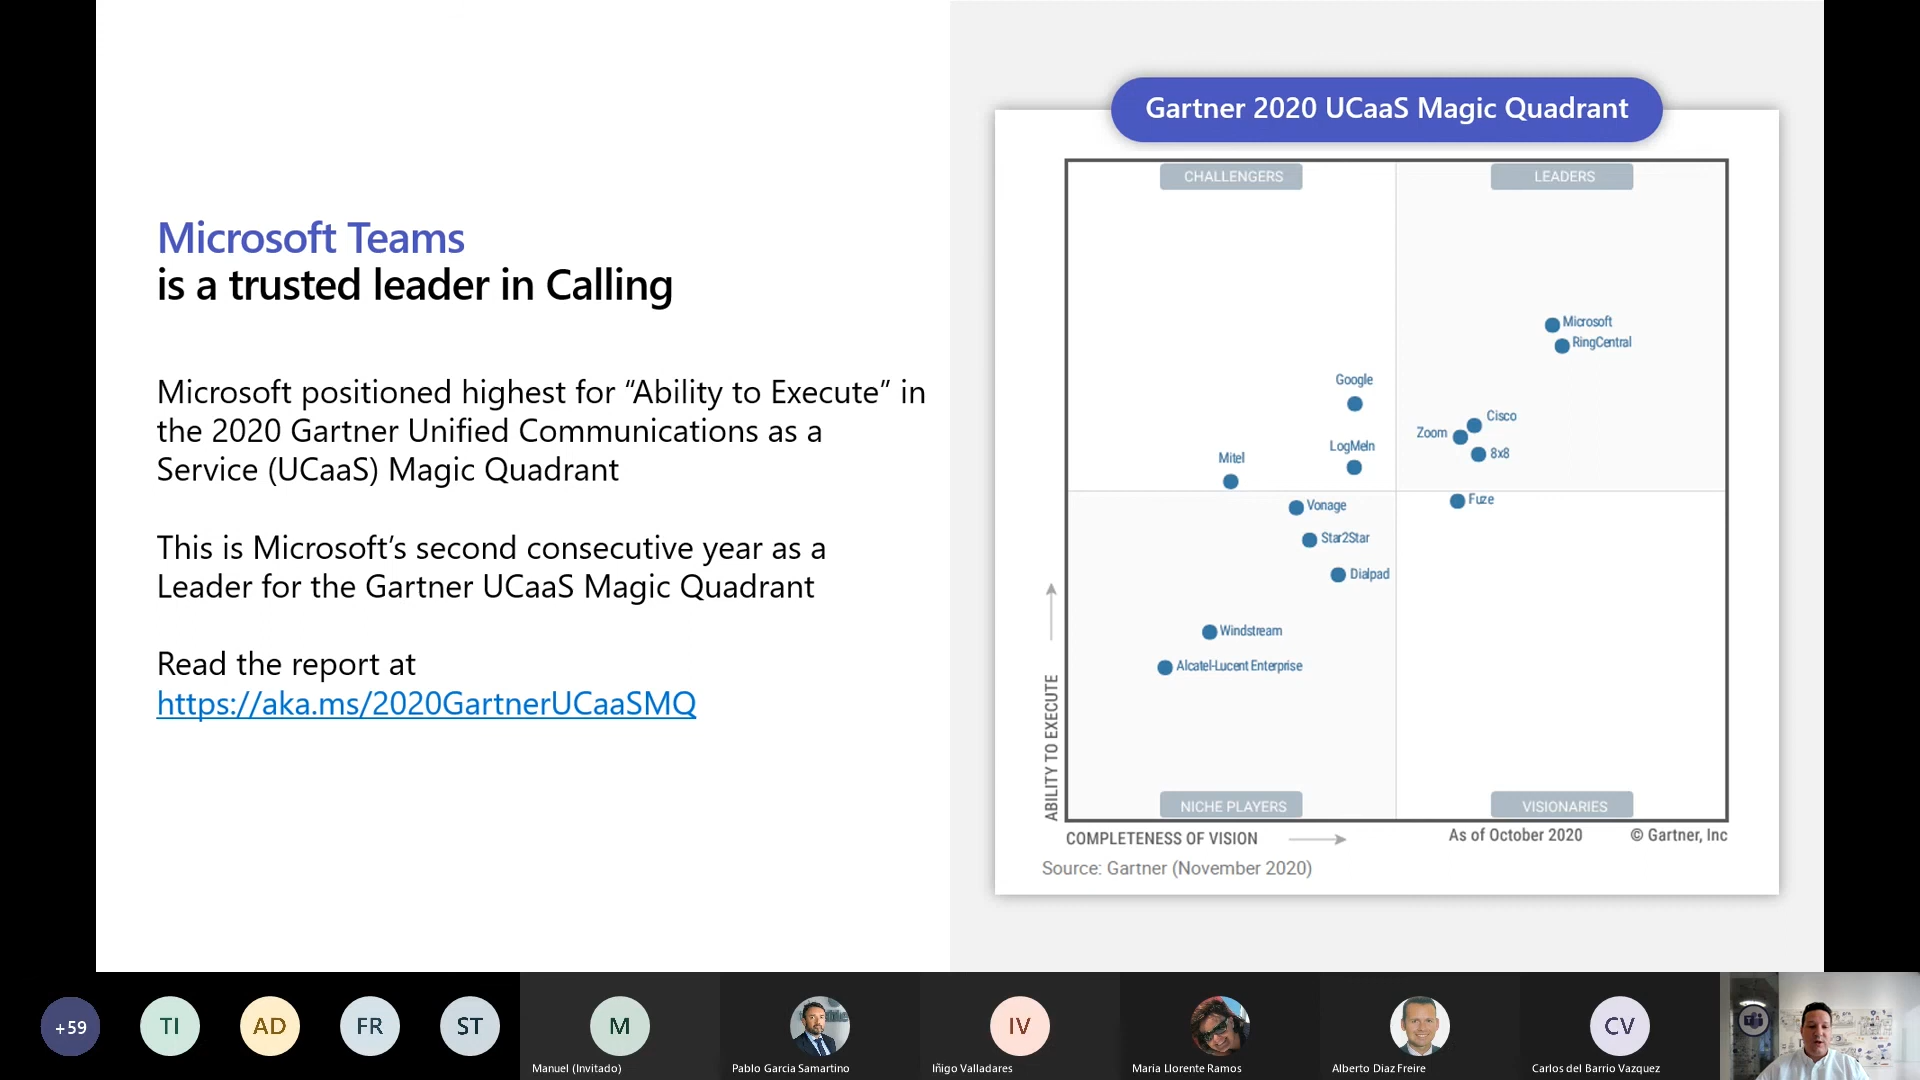 Microsoft Teams
is a trusted leader in Calling
Microsoft positioned highest for “Ability to Execute” in
the 2020 Gartner Unified Communications as a
Service (UCaaS) Magic Quadrant
This is Microsoft’s second consecutive year as a
Leader for the Gartner UCaaS Magic Quadrant
Read the report at
https://aka.ms/2020GartnerUCaaSMQ
Gartner 2020 UCaaS Magic Quadrant
CHALLENGERS
LEADERS
Microsoft
RingCentral
Google
Cisco
Zoom
8x8
LogMeIn
Mitel
Fuze
Vonage
Star2Star
Dialpad
Windstream
Alcatel-Lucent Enterprise
NICHE PLAYERS
VISIONARIES
ABILITY TO EXECUTE
COMPLETENESS OF VISION
As of October 2020
© Gartner, Inc
Source: Gartner (November 2020)
+59
TI
AD
FR
ST
M
IV
CV
Manuel (Invitado)
Pablo Garcia Samartino
Iñigo Valladares
Maria Llorente Ramos
Alberto Diaz Freire
Carlos del Barrio Vazquez